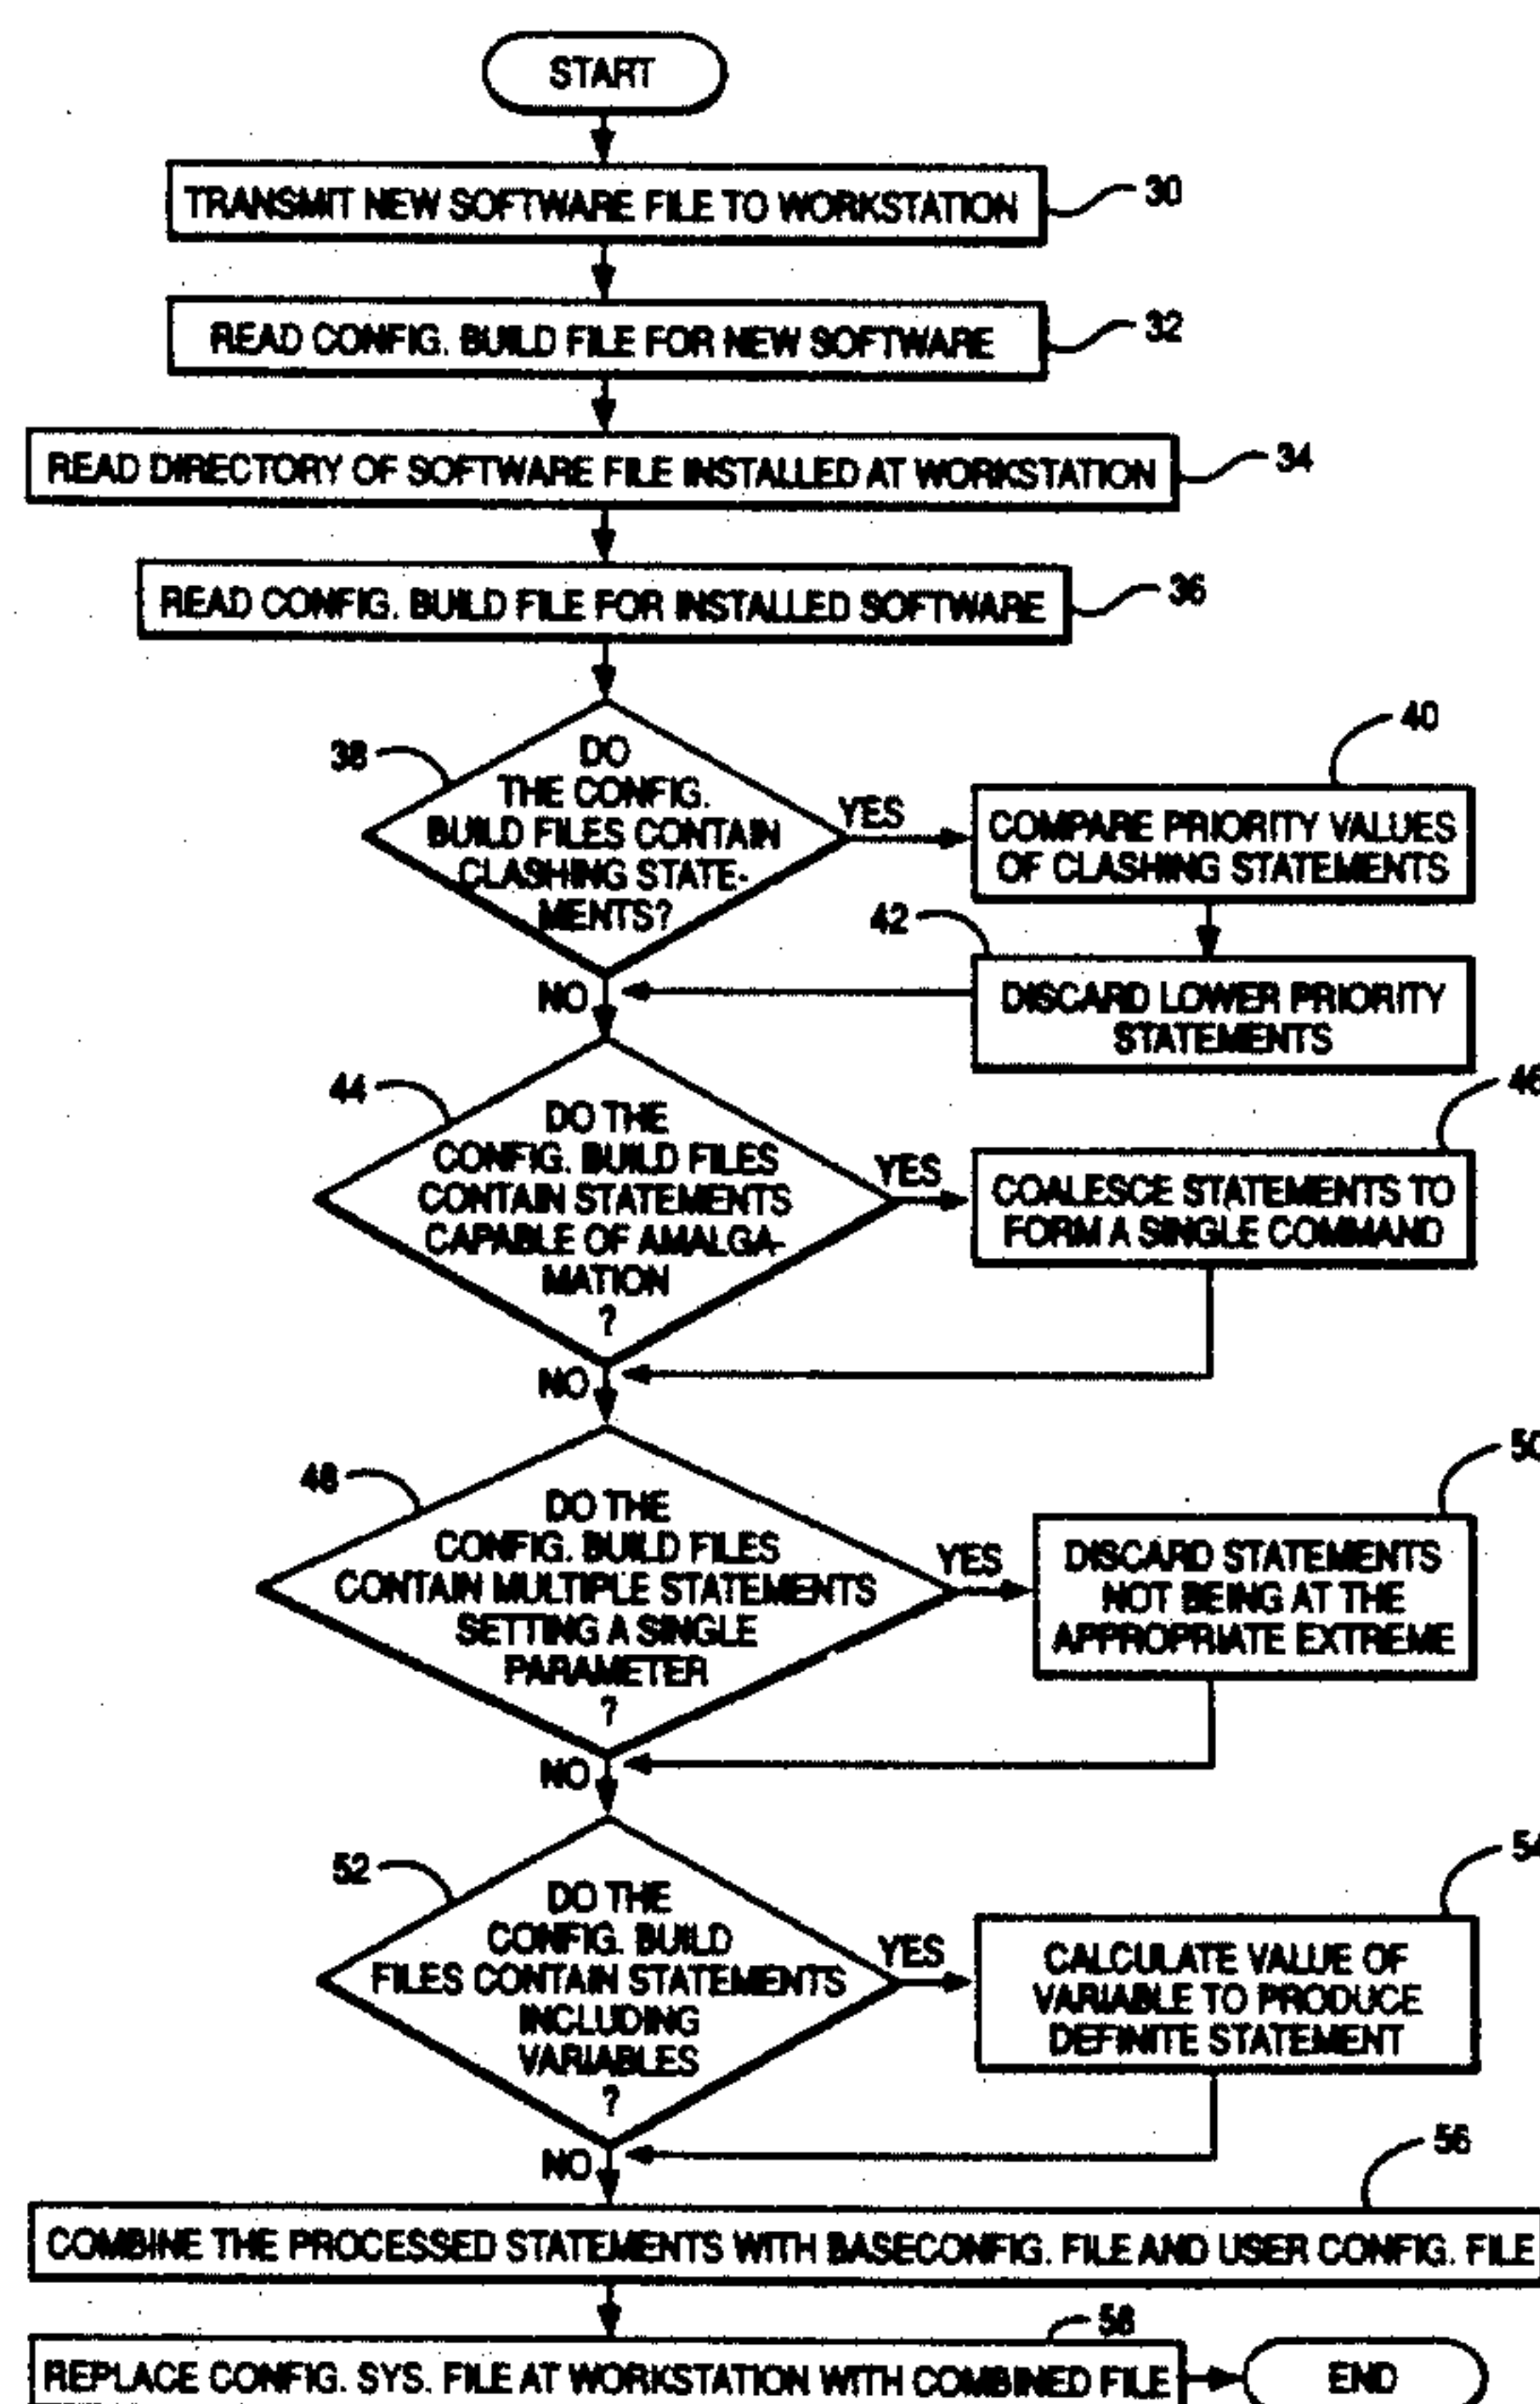 START
TRANSMIT NEW SOFTWARE FILE TO WORKSTATION
30
READ CONFIG. BUILD FILE FOR NEW SOFTWARE
32
READ DIRECTORY OF SOFTWARE FILE INSTALLED AT WORKSTATION
34
READ CONFIG. BUILD FILE FOR INSTALLED SOFTWARE
36
38
DO
THE CONFIG.
BUILD FILES CONTAIN
CLASHING STATE-
MENTS?
YES
40
COMPARE PRIORITY VALUES
OF CLASHING STATEMENTS
42
DISCARD LOWER PRIORITY
STATEMENTS
NO
44
DO THE
CONFIG. BUILD FILES
CONTAIN STATEMENTS
CAPABLE OF AMALGA-
MATION
?
YES
46
COALESCE STATEMENTS TO
FORM A SINGLE COMMAND
NO
48
DO THE
CONFIG. BUILD FILES
CONTAIN MULTIPLE STATEMENTS
SETTING A SINGLE
PARAMETER
?
YES
50
DISCARD STATEMENTS
NOT BEING AT THE
APPROPRIATE EXTREME
NO
52
DO THE
CONFIG. BUILD
FILES CONTAIN STATEMENTS
INCLUDING
VARIABLES
?
YES
54
CALCULATE VALUE OF
VARIABLE TO PRODUCE
DEFINITE STATEMENT
NO
56
COMBINE THE PROCESSED STATEMENTS WITH BASECONFIG. FILE AND USER CONFIG. FILE
58
REPLACE CONFIG. SYS. FILE AT WORKSTATION WITH COMBINED FILE
END